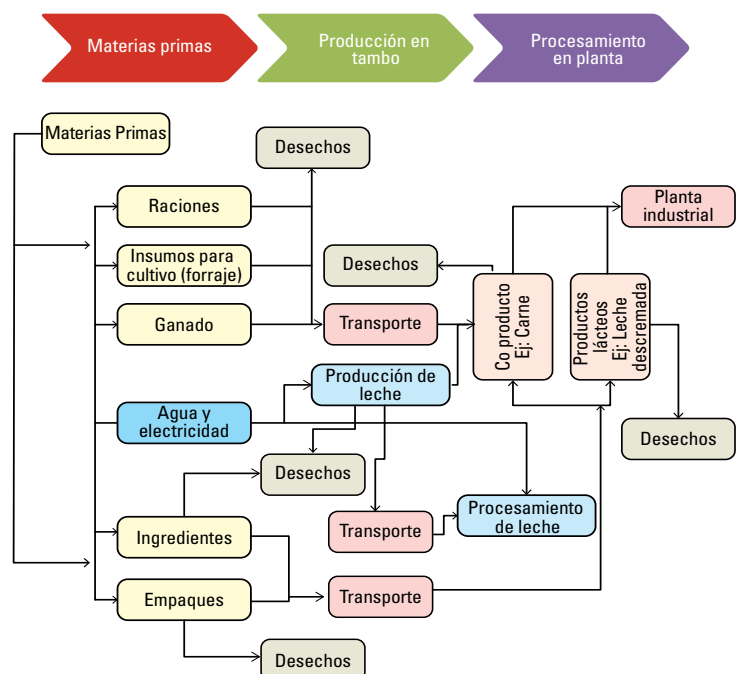 Materias primas
Producción en
tambo
Procesamiento
en planta
Materias Primas
Desechos
Raciones
Planta
industrial
Insumos para
cultivo (forraje)
Desechos
Ganado
Transporte
Co producto
Ej: Carne
Productos
lácteos
Ej: Leche
descremada
Producción de
leche
Agua y
electricidad
Desechos
Desechos
Ingredientes
Transporte
Procesamiento
de leche
Empaques
Transporte
Desechos